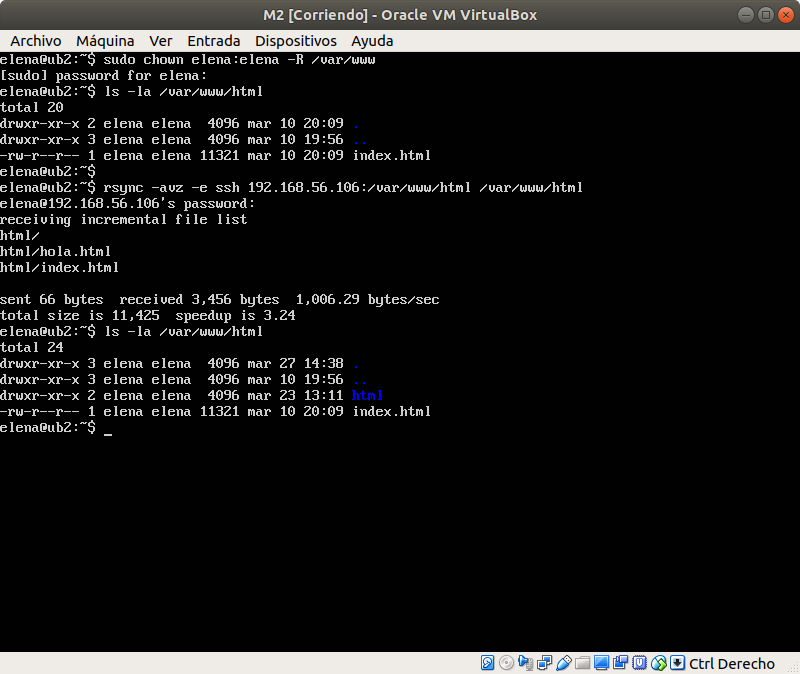 M2 [Corriendo] - Oracle VM VirtualBox
Archivo Máquina Ver Entrada Dispositivos Ayuda
elena@ub2:~$ sudo chown elena:elena -R /var/www
[sudo] password for elena:
elena@ub2:~$ ls -la /var/www/html
total 20
drwxr-xr-x 2 elena elena  4096 mar 10 20:09 .
drwxr-xr-x 3 elena elena  4096 mar 10 19:56 ..
-rw-r--r-- 1 elena elena 11321 mar 10 20:09 index.html
elena@ub2:~$
elena@ub2:~$ rsync -avz -e ssh 192.168.56.106:/var/www/html /var/www/html
elena@192.168.56.106's password:
receiving incremental file list
html/
html/hola.html
html/index.html
sent 66 bytes  received 3,456 bytes  1,006.29 bytes/sec
total size is 11,425  speedup is 3.24
elena@ub2:~$ ls -la /var/www/html
total 24
drwxr-xr-x 3 elena elena  4096 mar 27 14:38 .
drwxr-xr-x 3 elena elena  4096 mar 10 19:56 ..
drwxr-xr-x 2 elena elena  4096 mar 23 13:11 html
-rw-r--r-- 1 elena elena 11321 mar 10 20:09 index.html
elena@ub2:~$ _
Ctrl Derecho